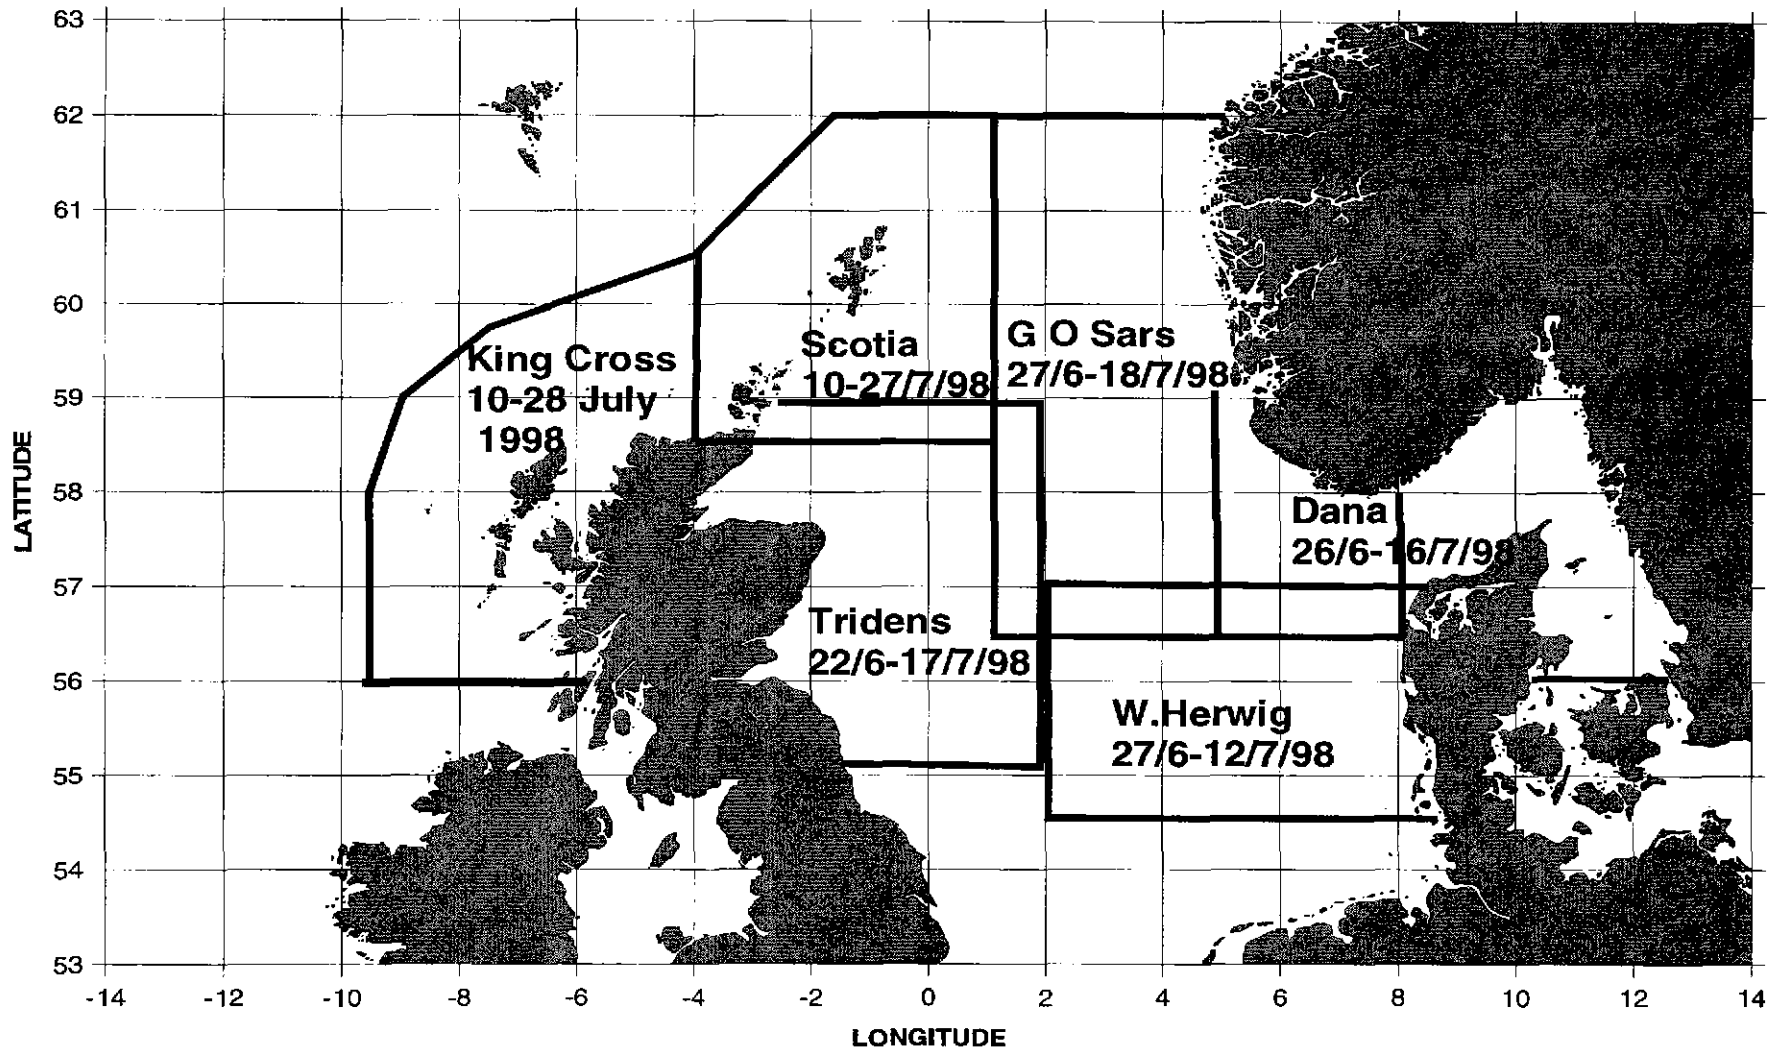 63
62
61
60
59
58
57
56
55
54
53
LATITUDE
King Cross
10-28 July
1998
Scotia
10-27/7/98
G O Sars
27/6-18/7/98
Dana
26/6-16/7/98
Tridens
22/6-17/7/98
W.Herwig
27/6-12/7/98
-14 -12 -10 -8 -6 -4 -2 0 2 4 6 8 10 12 14
LONGITUDE